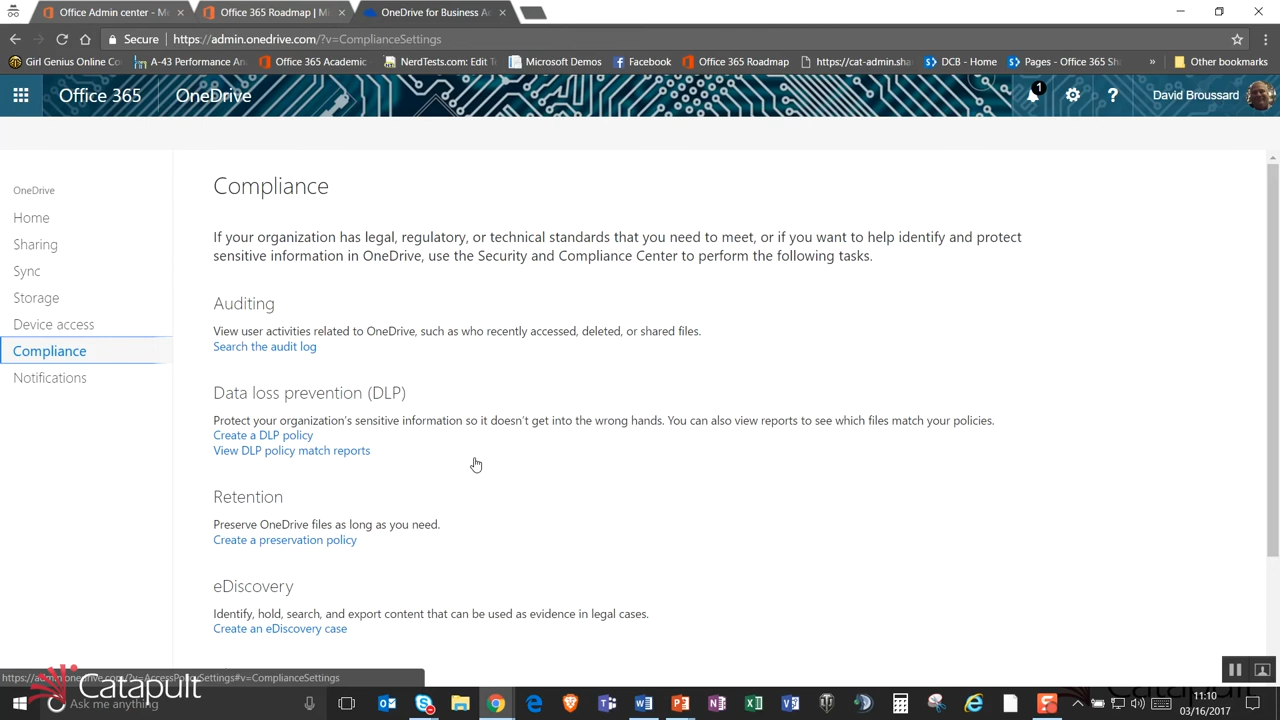 Office 365 Admin center - M
Office 365 Roadmap | Mi
OneDrive for Business A
Secure
https://admin.onedrive.com/?v=ComplianceSettings
Girl Genius Online Co
A-43 Performance An
Office 365 Academic
NerdTests.com: Edit T
Microsoft Demos
Facebook
Office 365 Roadmap
https://cat-admin.sha
DCB - Home
Pages - Office365 Sh
»
Other bookmarks
Office 365
OneDrive
1
?
David Broussard
OneDrive
Home
Sharing
Sync
Storage
Device access
Compliance
Notifications
Compliance
If your organization has legal, regulatory, or technical standards that you need to meet, or if you want to help identify and protect
sensitive information in OneDrive, use the Security and Compliance Center to perform the following tasks.
Auditing
View user activities related to OneDrive, such as who recently accessed, deleted, or shared files.
Search the audit log
Data loss prevention (DLP)
Protect your organization's sensitive information so it doesn't get into the wrong hands. You can also view reports to see which files match your policies.
Create a DLP policy
View DLP policy match reports
Retention
Preserve OneDrive files as long as you need.
Create a preservation policy
eDiscovery
Identify, hold, search, and export content that can be used as evidence in legal cases.
Create an eDiscovery case
https://admin.onedrive.com/?v=AccessPolicySettings#v=ComplianceSettings
Catapult
Ask me anything
11:10
03/16/2017